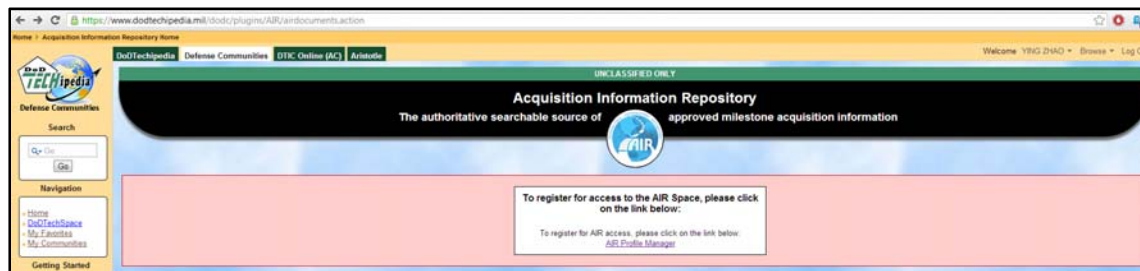 https://www.dodtechipedia.mil/dodc/plugins/AIR/airdocuments.action
Home > Acquisition Information Repository Home
DoDTechipedia Defense Communities DTIC Online (AC) Aristotle
Welcome YING ZHAO Browse Log
DoD
TECHipedia
Defense Communities
UNCLASSIFIED ONLY
Acquisition Information Repository
The authoritative searchable source of approved milestone acquisition information
AIR
Search
Go
Go
Navigation
Home
DoDTechSpace
My Favorites
My Communities
Getting Started
To register for access to the AIR Space, please click
on the link below:
To register for AIR access, please click on the link below:
AIR Profile Manager